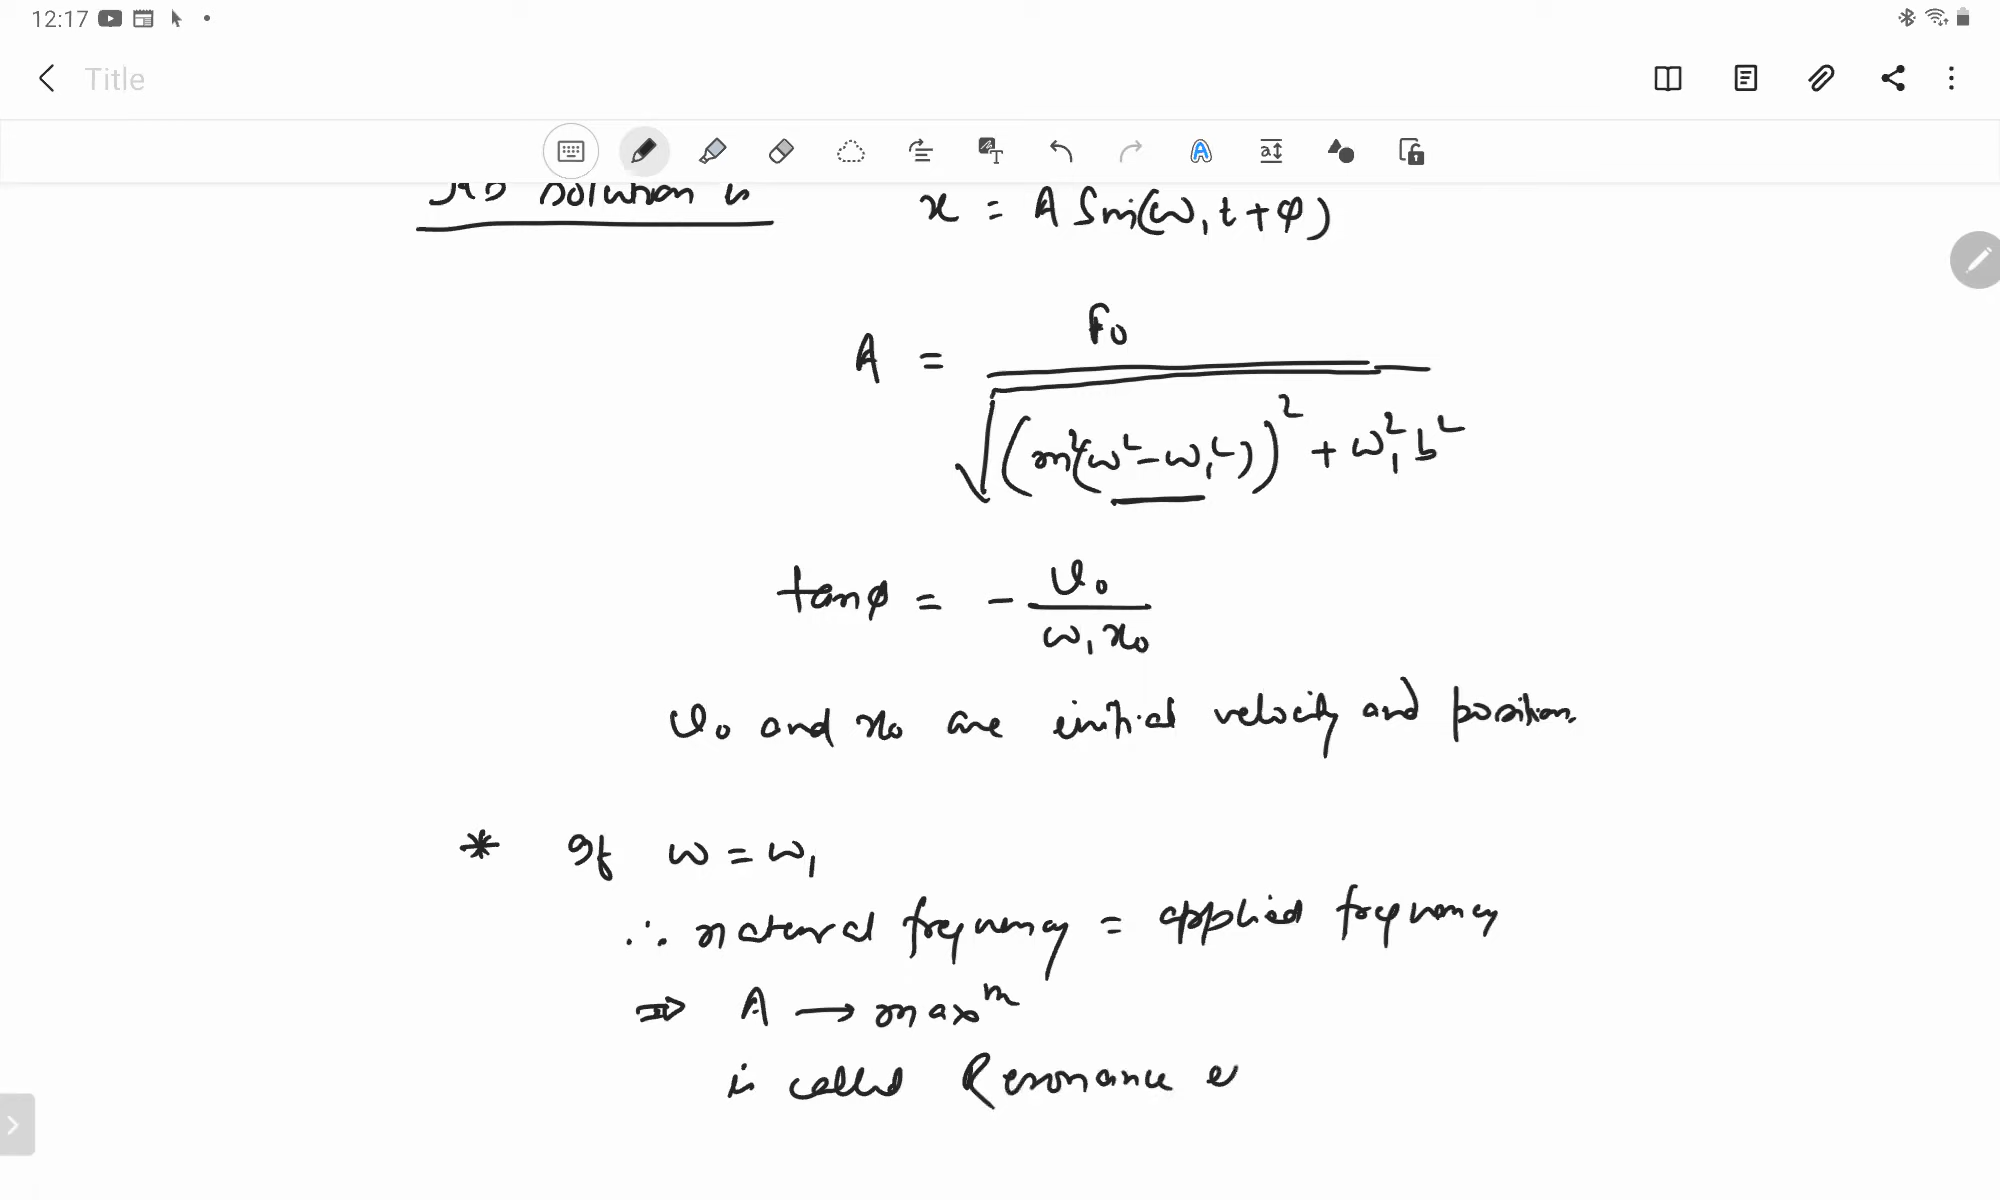 12:17
Title
solution is x = A Sin(ω₁t + φ)
A = F₀ / √((m²(ω² - ω₁²))² + ω₁²b²)
tanφ = - v₀ / ω₁x₀
v₀ and x₀ are initial velocity and position.
* If ω = ω₁
∴ natural frequency = applied frequency
⇒ A → maxᵐ
is called Resonance e